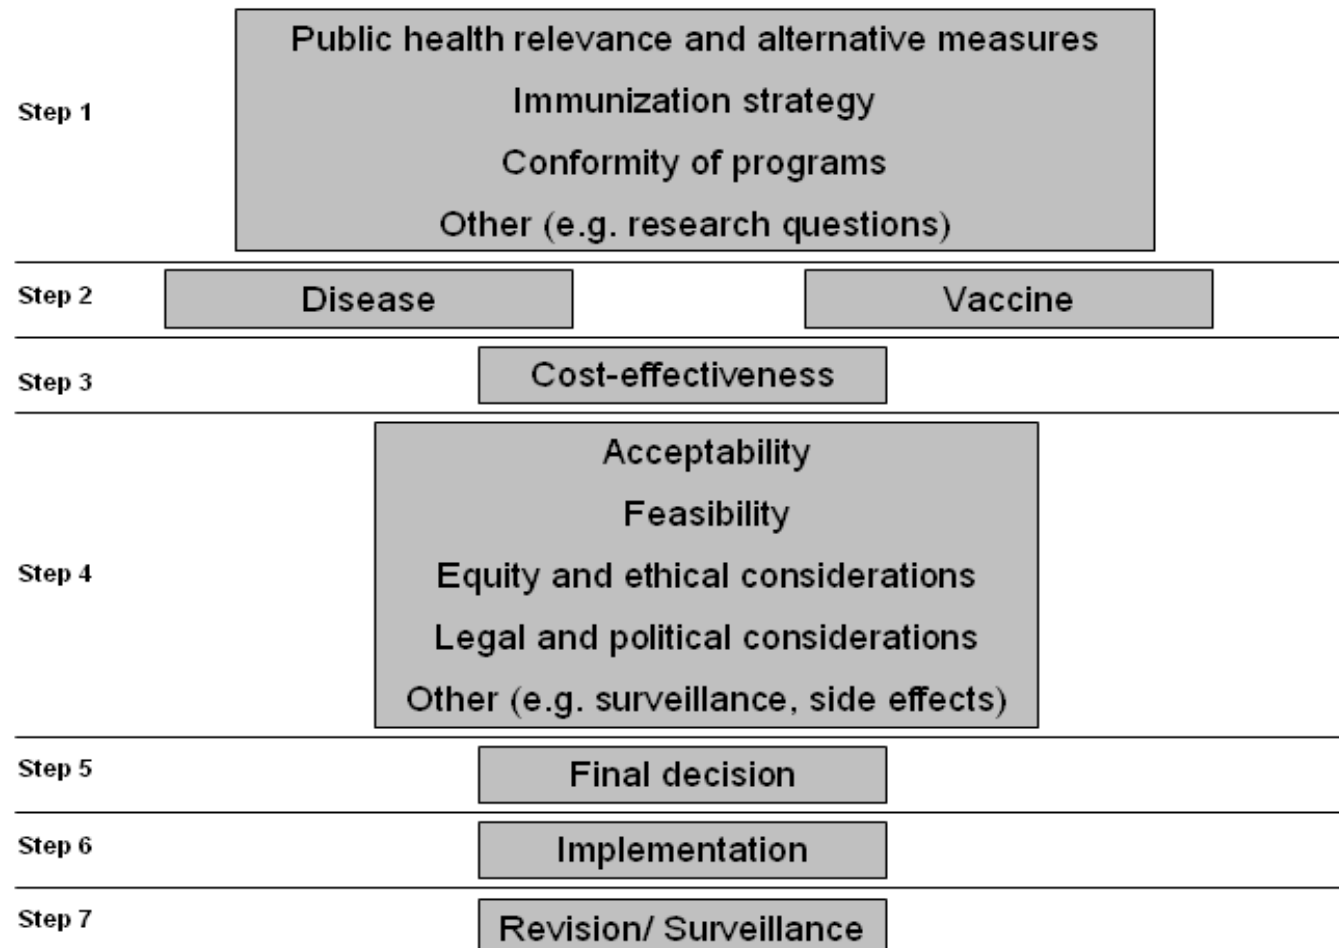 Public health relevance and alternative measures
Step 1
Immunization strategy
Conformity of programs
Other (e.g. research questions)
Step 2
Disease
Vaccine
Step 3
Cost-effectiveness
Acceptability
Feasibility
Step 4
Equity and ethical considerations
Legal and political considerations
Other (e.g. surveillance, side effects)
Step 5
Final decision
Step 6
Implementation
Step 7
Revision/ Surveillance